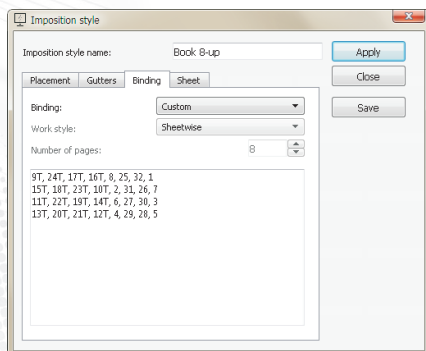 Imposition style
Imposition style name: Book 8-up Apply
Placement Gutters Binding Sheet Close
Binding: Custom Save
Work style: Sheetwise
Number of pages: 8
9T, 24T, 17T, 16T, 8, 25, 32, 1
15T, 18T, 23T, 10T, 2, 31, 26, 7
11T, 22T, 19T, 14T, 6, 27, 30, 3
13T, 20T, 21T, 12T, 4, 29, 28, 5